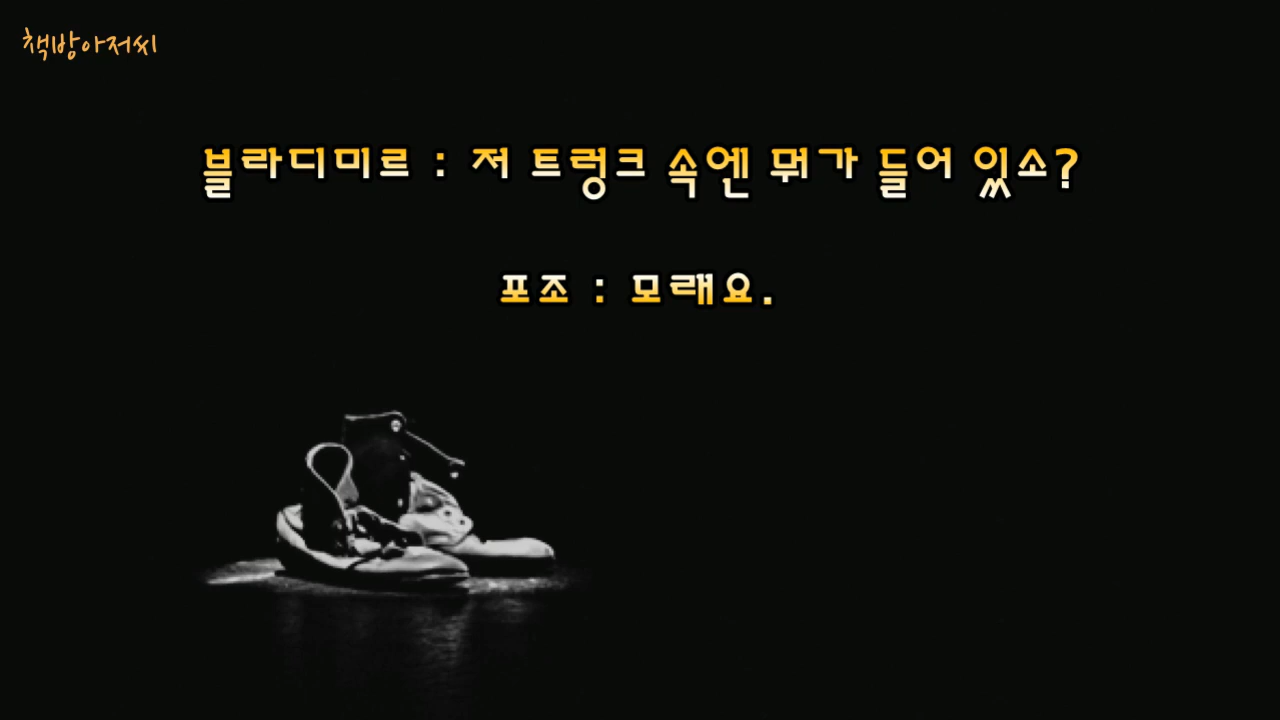 책방아저씨
블라디미르 : 저 트렁크 속엔 뭐가 들어 있소?
포조 : 모래요.